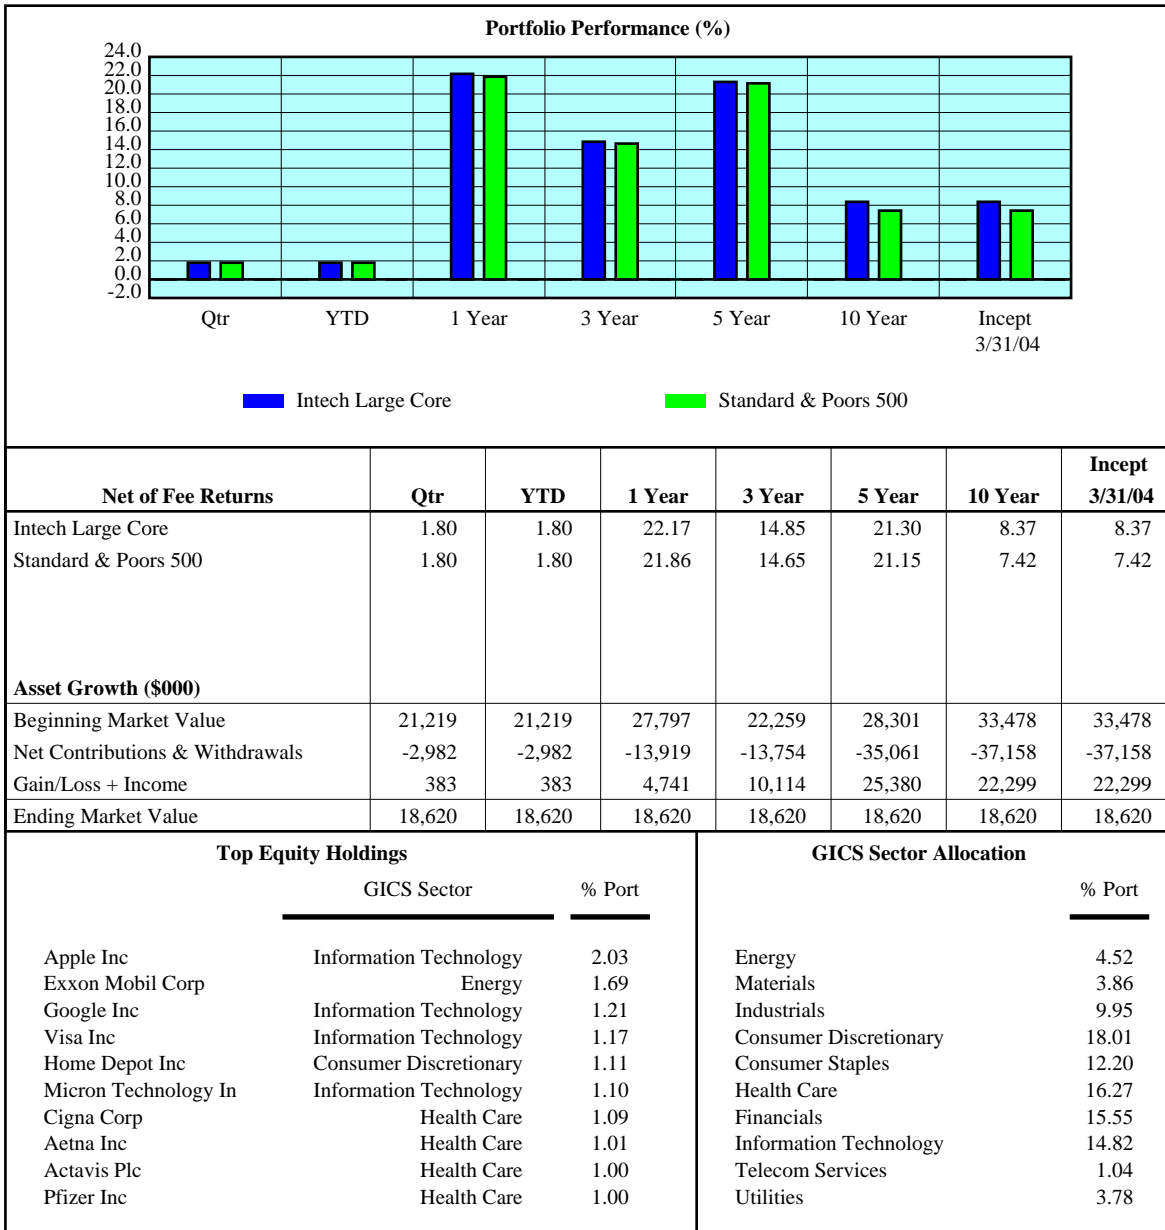 Portfolio Performance (%)
24.0
22.0
20.0
18.0
16.0
14.0
12.0
10.0
8.0
6.0
4.0
2.0
0.0
-2.0
Qtr YTD 1 Year 3 Year 5 Year 10 Year Incept
3/31/04
Intech Large Core Standard & Poors 500
Incept
Net of Fee Returns Qtr YTD 1 Year 3 Year 5 Year 10 Year 3/31/04
Intech Large Core 1.80 1.80 22.17 14.85 21.30 8.37 8.37
Standard & Poors 500 1.80 1.80 21.86 14.65 21.15 7.42 7.42
Asset Growth ($000)
Beginning Market Value 21,219 21,219 27,797 22,259 28,301 33,478 33,478
Net Contributions & Withdrawals -2,982 -2,982 -13,919 -13,754 -35,061 -37,158 -37,158
Gain/Loss + Income 383 383 4,741 10,114 25,380 22,299 22,299
Ending Market Value 18,620 18,620 18,620 18,620 18,620 18,620 18,620
Top Equity Holdings
GICS Sector % Port
Apple Inc Information Technology 2.03
Exxon Mobil Corp Energy 1.69
Google Inc Information Technology 1.21
Visa Inc Information Technology 1.17
Home Depot Inc Consumer Discretionary 1.11
Micron Technology In Information Technology 1.10
Cigna Corp Health Care 1.09
Aetna Inc Health Care 1.01
Actavis Plc Health Care 1.00
Pfizer Inc Health Care 1.00
GICS Sector Allocation
% Port
Energy 4.52
Materials 3.86
Industrials 9.95
Consumer Discretionary 18.01
Consumer Staples 12.20
Health Care 16.27
Financials 15.55
Information Technology 14.82
Telecom Services 1.04
Utilities 3.78